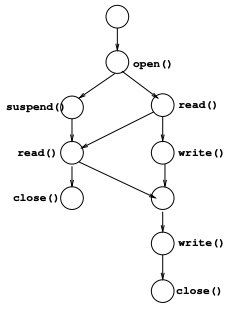 open()
suspend()
read()
read()
write()
close()
write()
close()